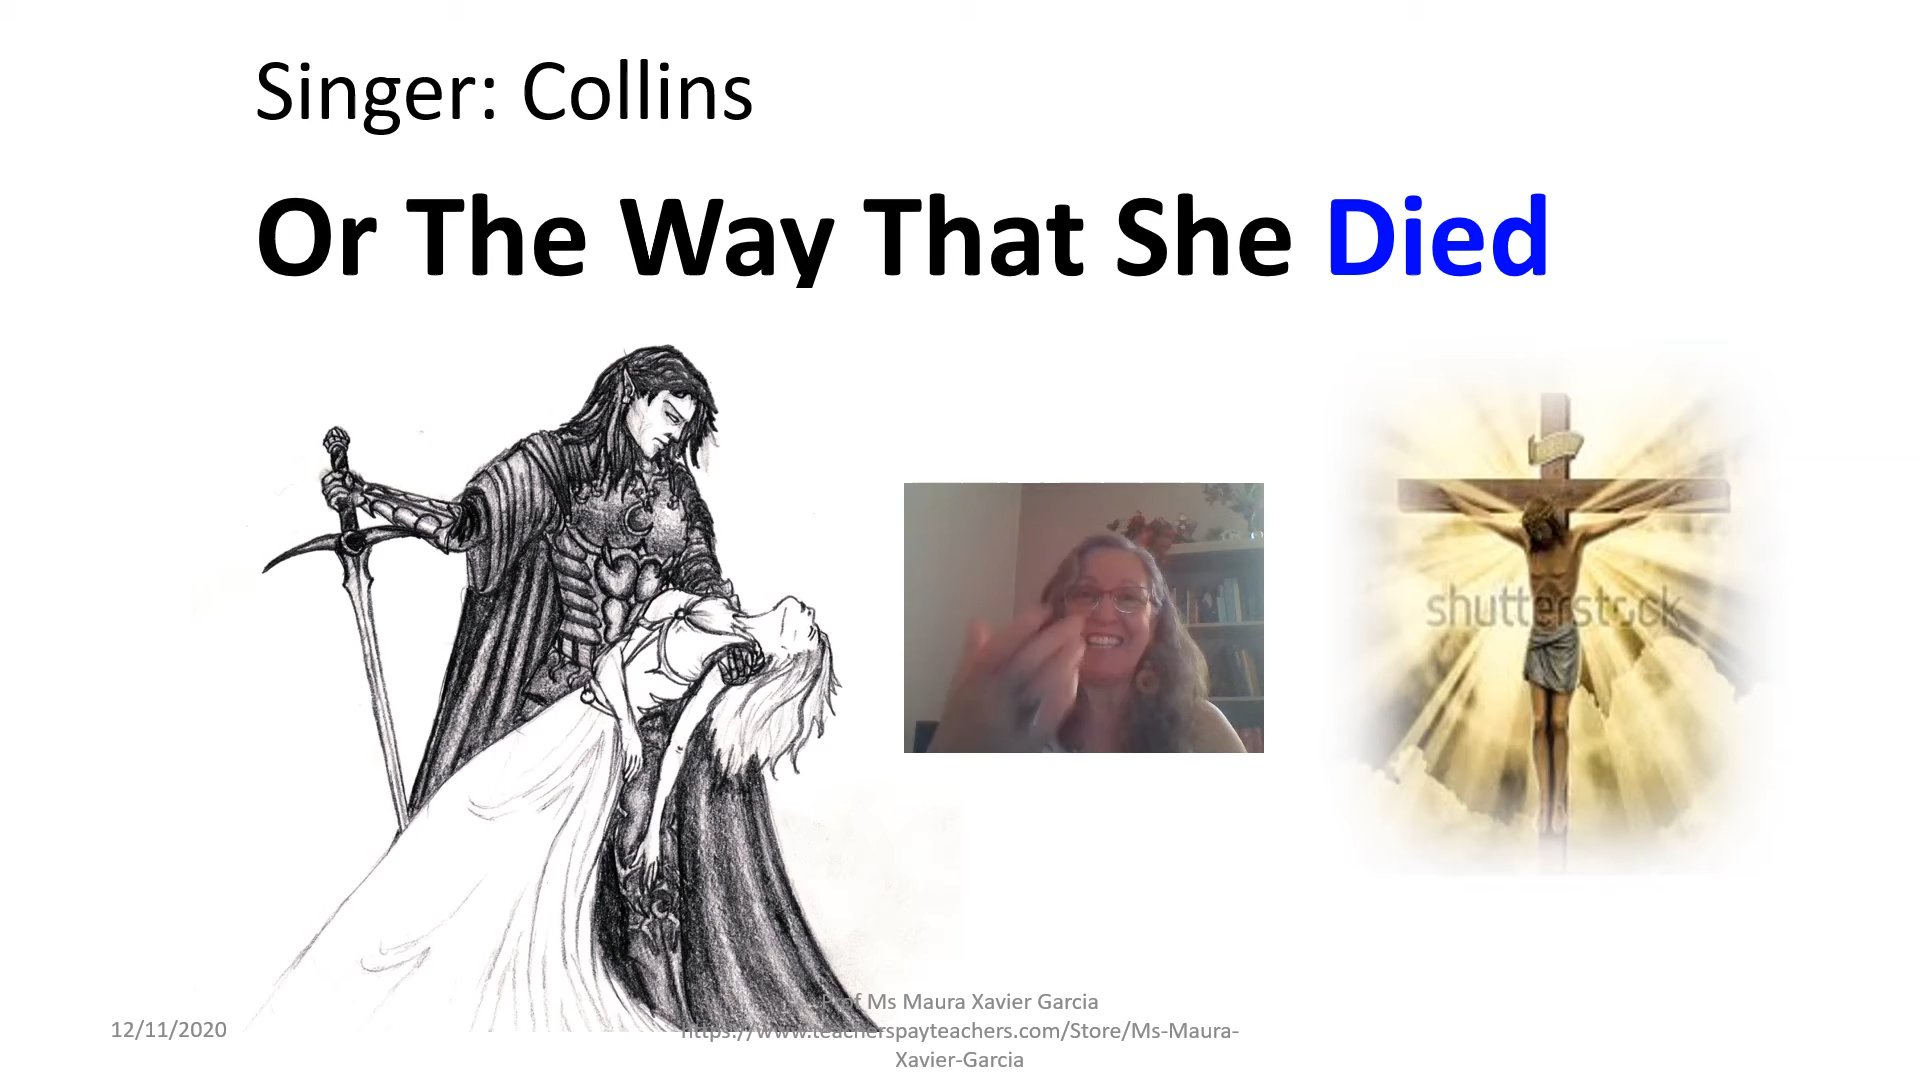 Singer: Collins
Or The Way That She Died
shutterstock
Prof Ms Maura Xavier Garcia
12/11/2020
https://www.teacherspayteachers.com/Store/Ms-Maura-
Xavier-Garcia